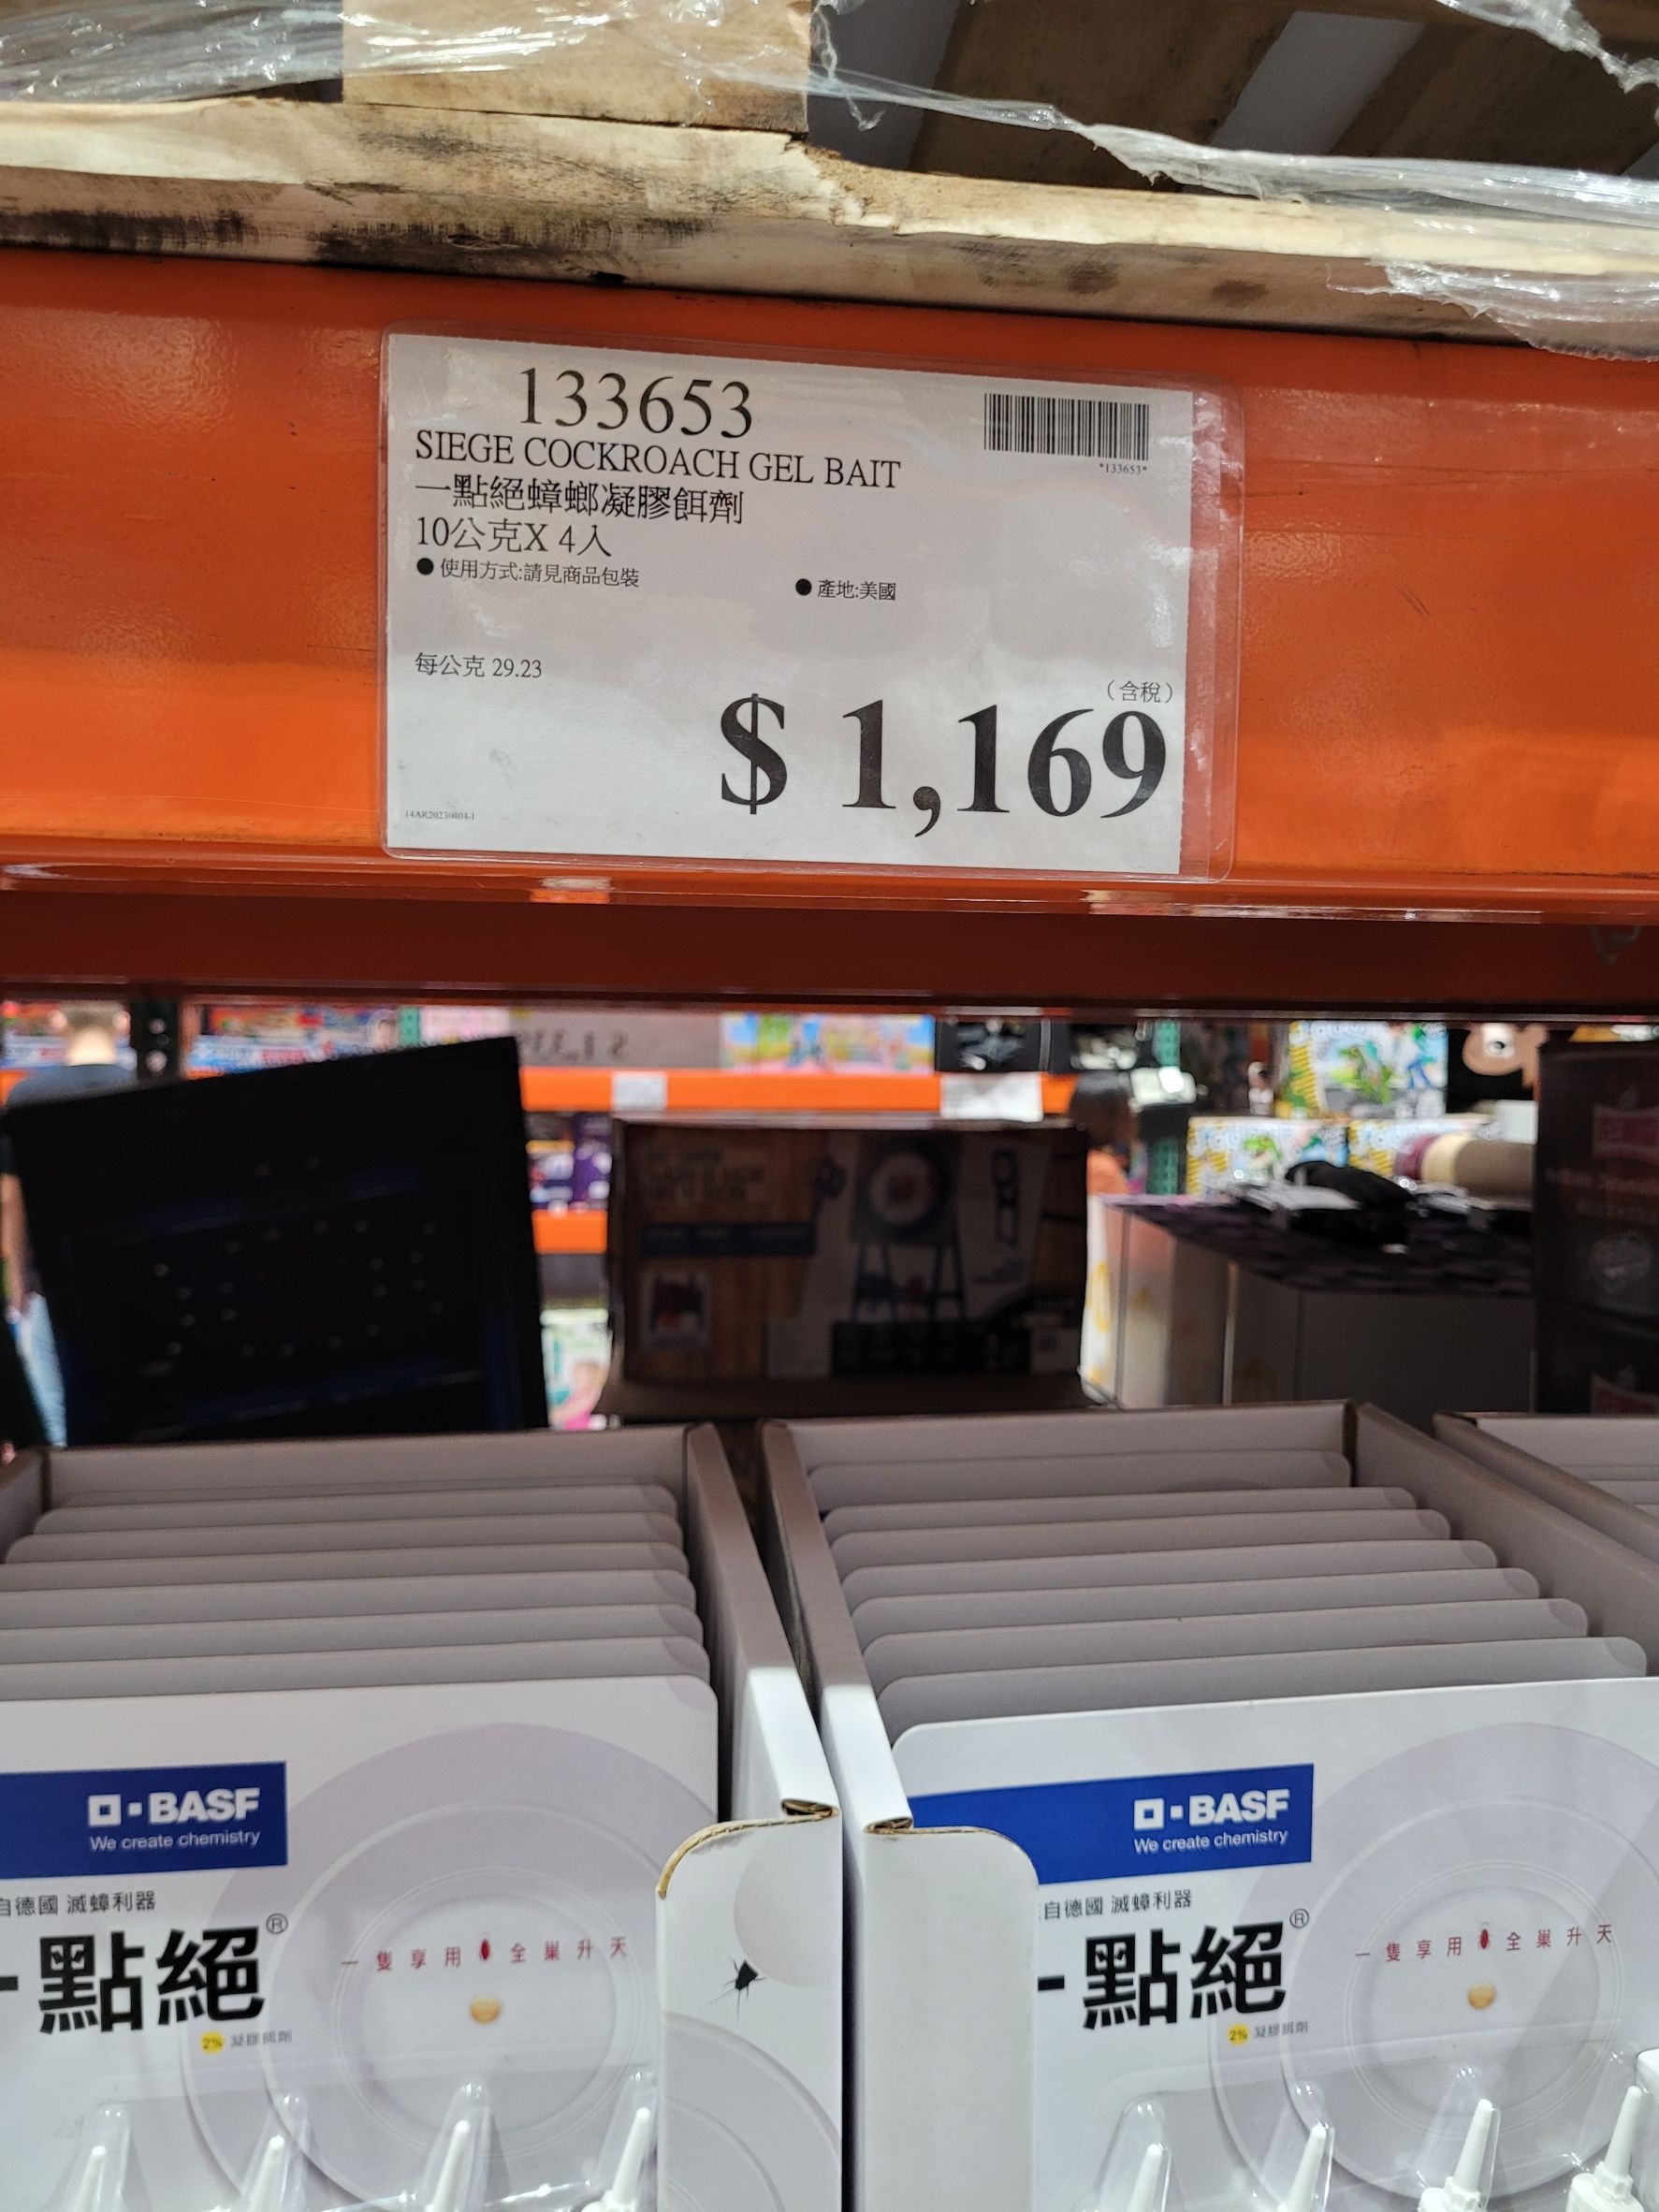 133653
*133653*
SIEGE COCKROACH GEL BAIT
一點絕蟑螂凝膠餌劑
10公克X 4入
● 使用方式:請見商品包裝
● 產地:美國
每公克 29.23
(含稅)
$ 1,169
14AR20230404-1
BASF
We create chemistry
自德國 滅蟑利器
一點絕®
一隻享用 全巢升天
2% 凝膠餌劑
BASF
We create chemistry
自德國 滅蟑利器
一點絕®
一隻享用 全巢升天
2% 凝膠餌劑